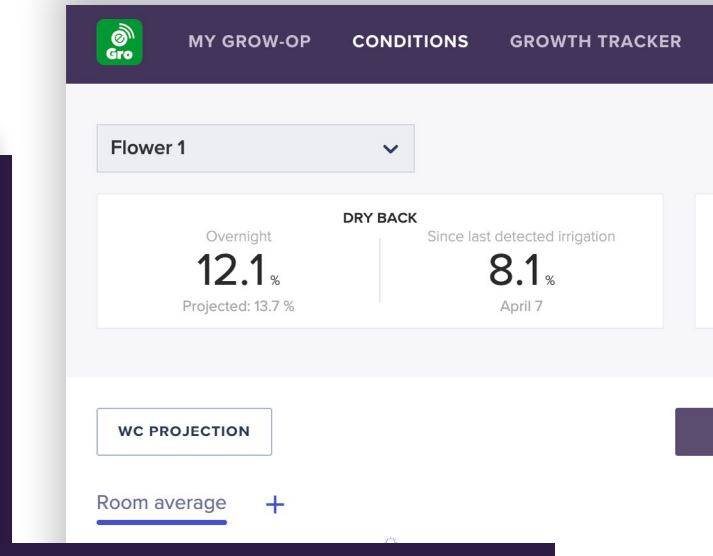 e
Gro
MY GROW-OP CONDITIONS GROWTH TRACKER
Flower 1
DRY BACK
Overnight Since last detected irrigation
12.1 % 8.1 %
Projected: 13.7 % April 7
WC PROJECTION
Room average +